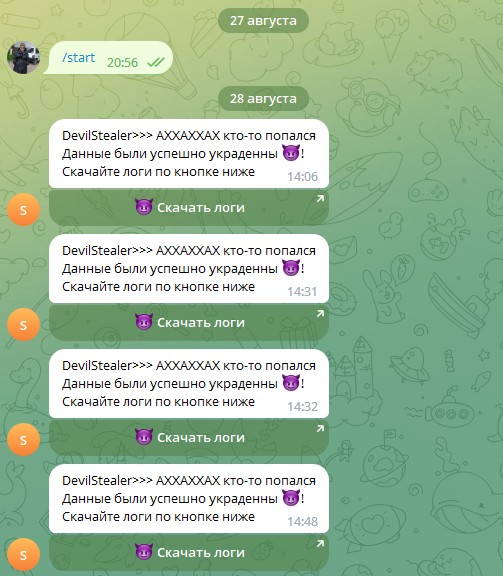 27 августа
/start 20:56
28 августа
DevilStealer>>> АХХАХХАХ кто-то попался
Данные были успешно украденны 😈!
Скачайте логи по кнопке ниже 14:06
S
😈 Скачать логи
DevilStealer>>> АХХАХХАХ кто-то попался
Данные были успешно украденны 😈!
Скачайте логи по кнопке ниже 14:31
S
😈 Скачать логи
DevilStealer>>> АХХАХХАХ кто-то попался
Данные были успешно украденны 😈!
Скачайте логи по кнопке ниже 14:32
S
😈 Скачать логи
DevilStealer>>> АХХАХХАХ кто-то попался
Данные были успешно украденны 😈!
Скачайте логи по кнопке ниже 14:48
S
😈 Скачать логи